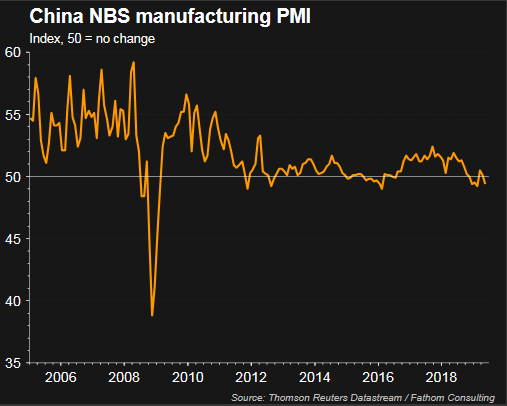 China NBS manufacturing PMI
Index, 50 = no change
60
55
50
45
40
35
2006 2008 2010 2012 2014 2016 2018
Source: Thomson Reuters Datastream / Fathom Consulting